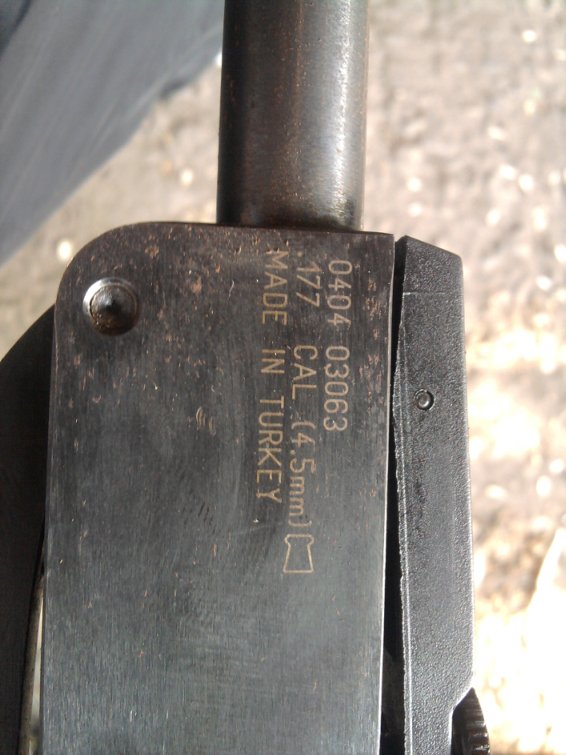 0404 03063
.177 CAL (4.5mm)
MADE IN TURKEY